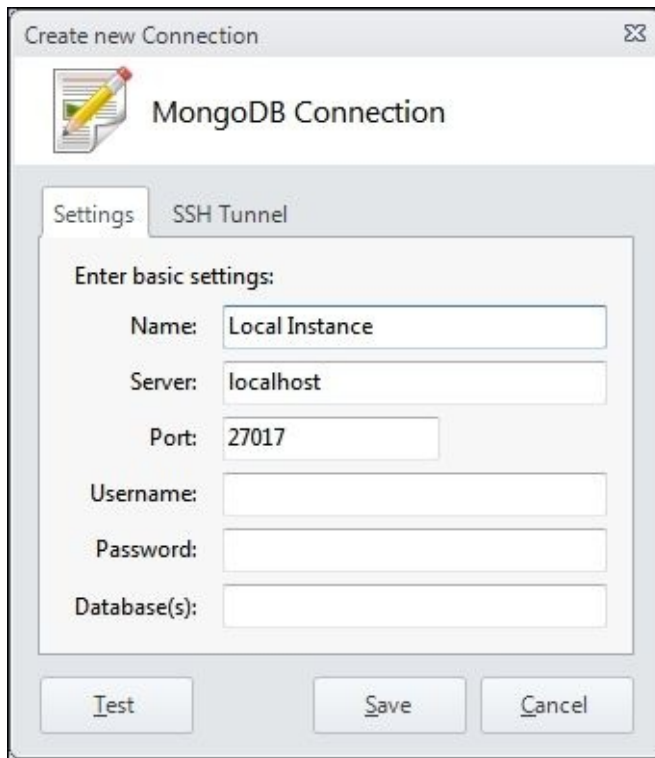 Create new Connection
MongoDB Connection
Settings SSH Tunnel
Enter basic settings:
Name: Local Instance
Server: localhost
Port: 27017
Username:
Password:
Database(s):
Test Save Cancel